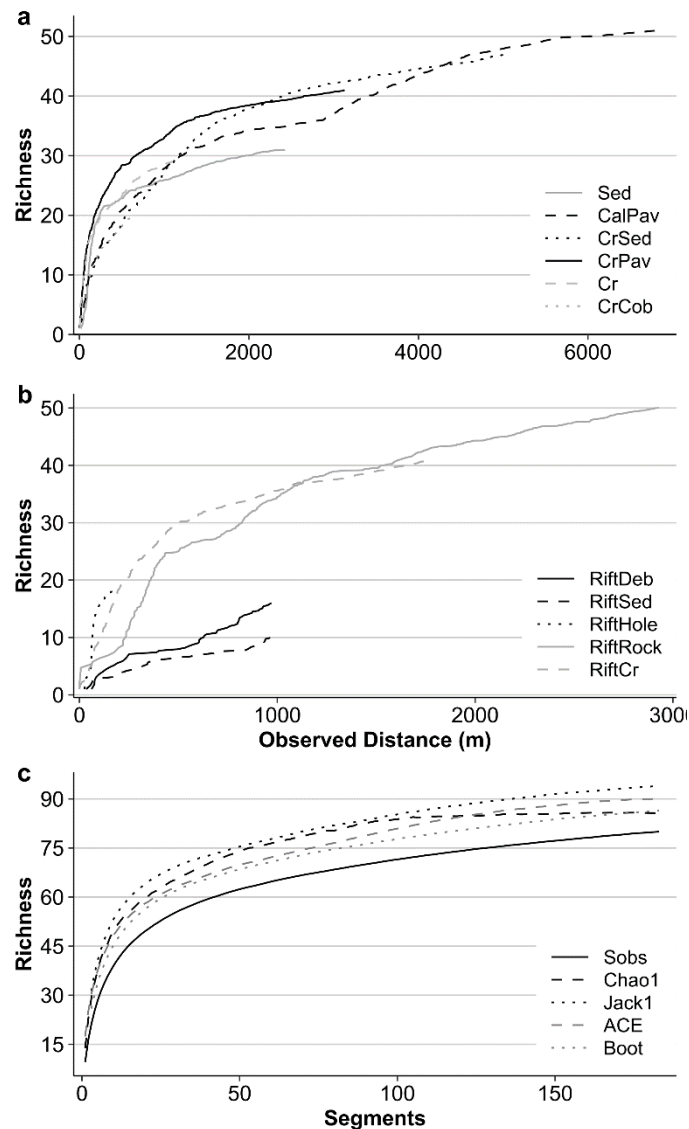 a
50
40
30
20
10
0
Richness
Sed
CalPav
CrSed
CrPav
Cr
CrCob
0 2000 4000 6000
b
50
40
30
20
10
0
Richness
RiftDeb
RiftSed
RiftHole
RiftRock
RiftCr
0 1000 2000 3000
Observed Distance (m)
c
90
75
60
45
30
15
Richness
Sobs
Chao1
Jack1
ACE
Boot
0 50 100 150
Segments